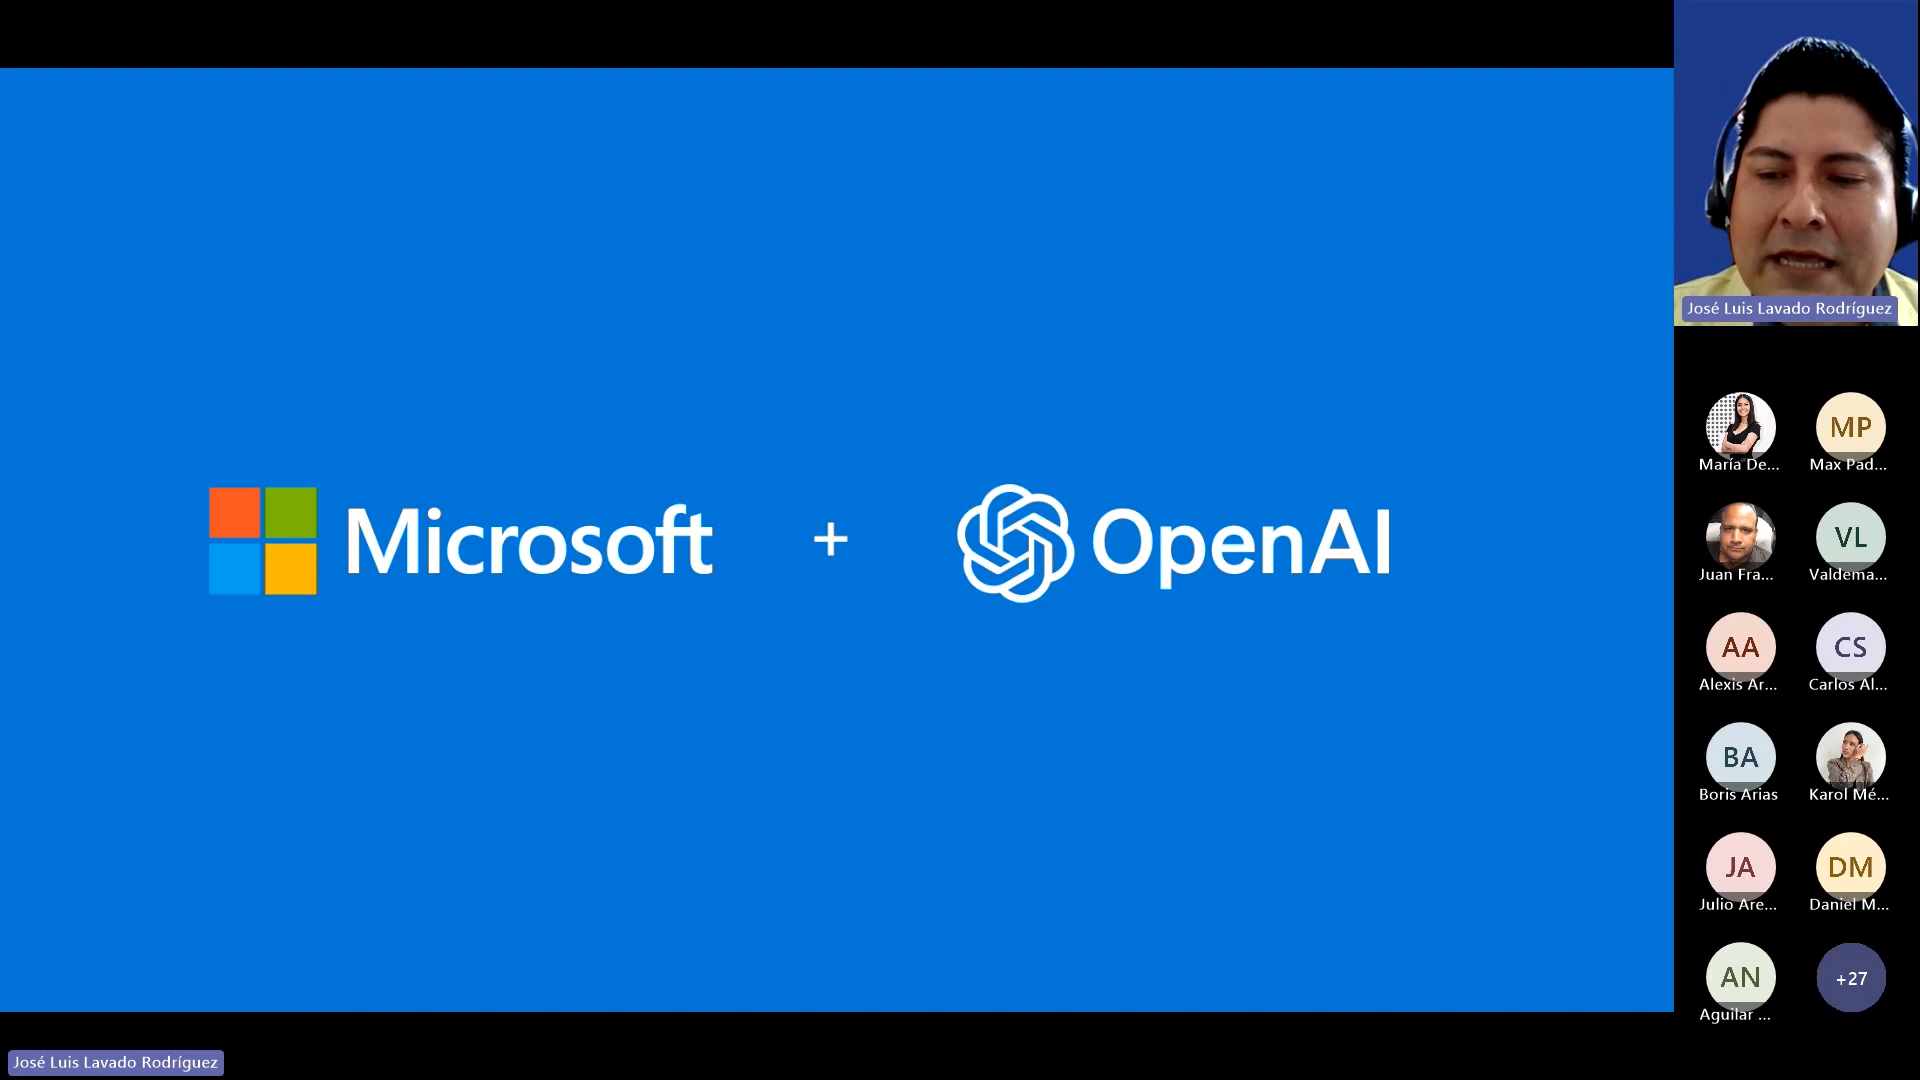 Microsoft + OpenAI
José Luis Lavado Rodríguez
María De...
MP
Max Pad...
Juan Fra...
VL
Valdema...
AA
Alexis Ar...
CS
Carlos Al...
BA
Boris Arias
Karol Mé...
JA
Julio Are...
DM
Daniel M...
AN
Aguilar ...
+27
José Luis Lavado Rodríguez